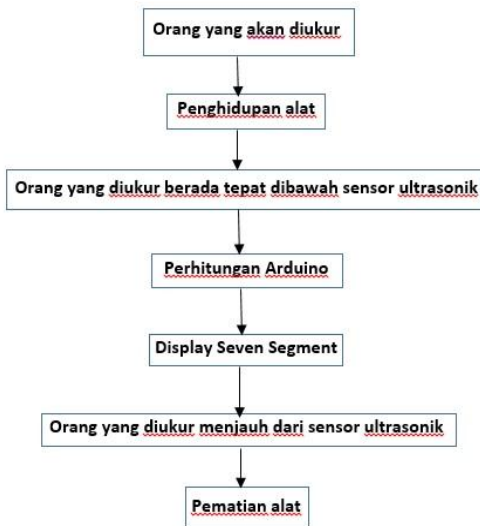 Orang yang akan diukur
Penghidupan alat
Orang yang diukur berada tepat dibawah sensor ultrasonik
Perhitungan Arduino
Display Seven Segment
Orang yang diukur menjauh dari sensor ultrasonik
Pematian alat